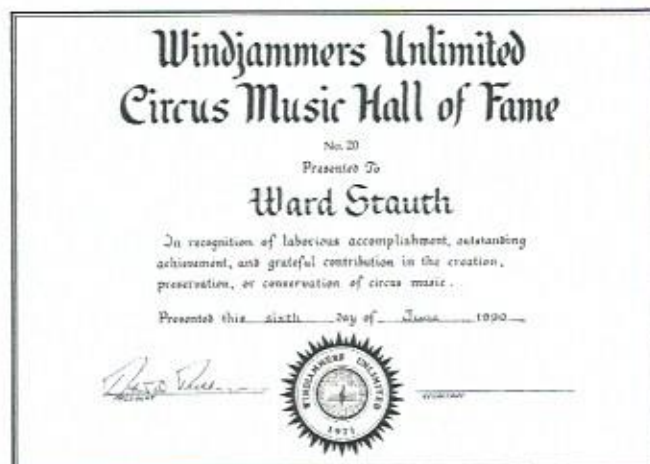 Windjammers Unlimited
Circus Music Hall of Fame
No. 20
Presented To
Ward Stauth
In recognition of laborious accomplishment, outstanding
achievement, and grateful contribution in the creation,
preservation, or conservation of circus music.
Presented this sixth day of June 1990
WINDJAMMERS UNLIMITED
1971